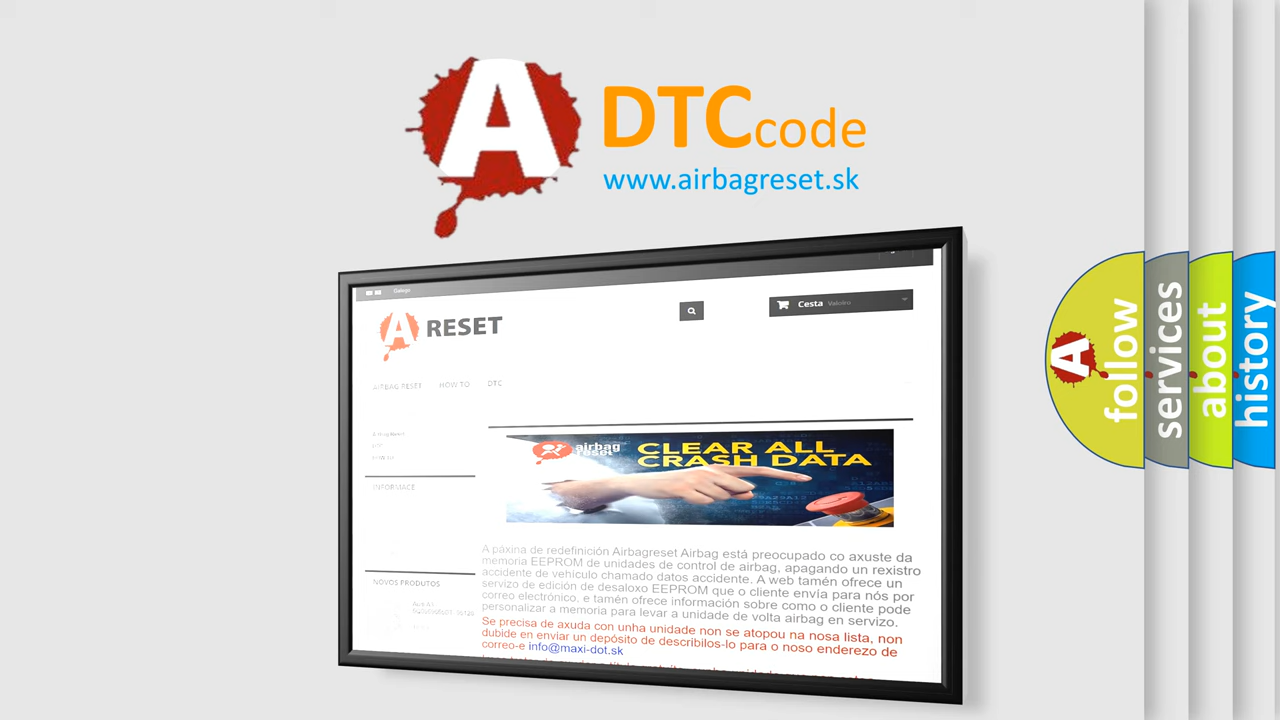 A
DTCcode
www.airbagreset.sk
Galego
A RESET
Cesta Valeiro
AIRBAG RESET HOW TO DTC
INFORMACE
airbag
reset
CLEAR ALL
CRASH DATA
A páxina de redefinición Airbagreset Airbag está preocupado co axuste da
memoria EEPROM de unidades de control de airbag, apagando un rexistro
accidente de vehículo chamado datos accidente. A web tamén ofrece un
servizo de edición de desaloxo EEPROM que o cliente envía para nós por
correo electrónico, e tamén ofrece información sobre como o cliente pode
personalizar a memoria para levar a unidade de volta airbag en servizo.
NOVOS PRODUTOS
Se precisa de axuda con unha unidade non se atopou na nosa lista, non
dubide en enviar un depósito de describilos-lo para o noso enderezo de
correo-e info@maxi-dot.sk
A
follow
services
about
history